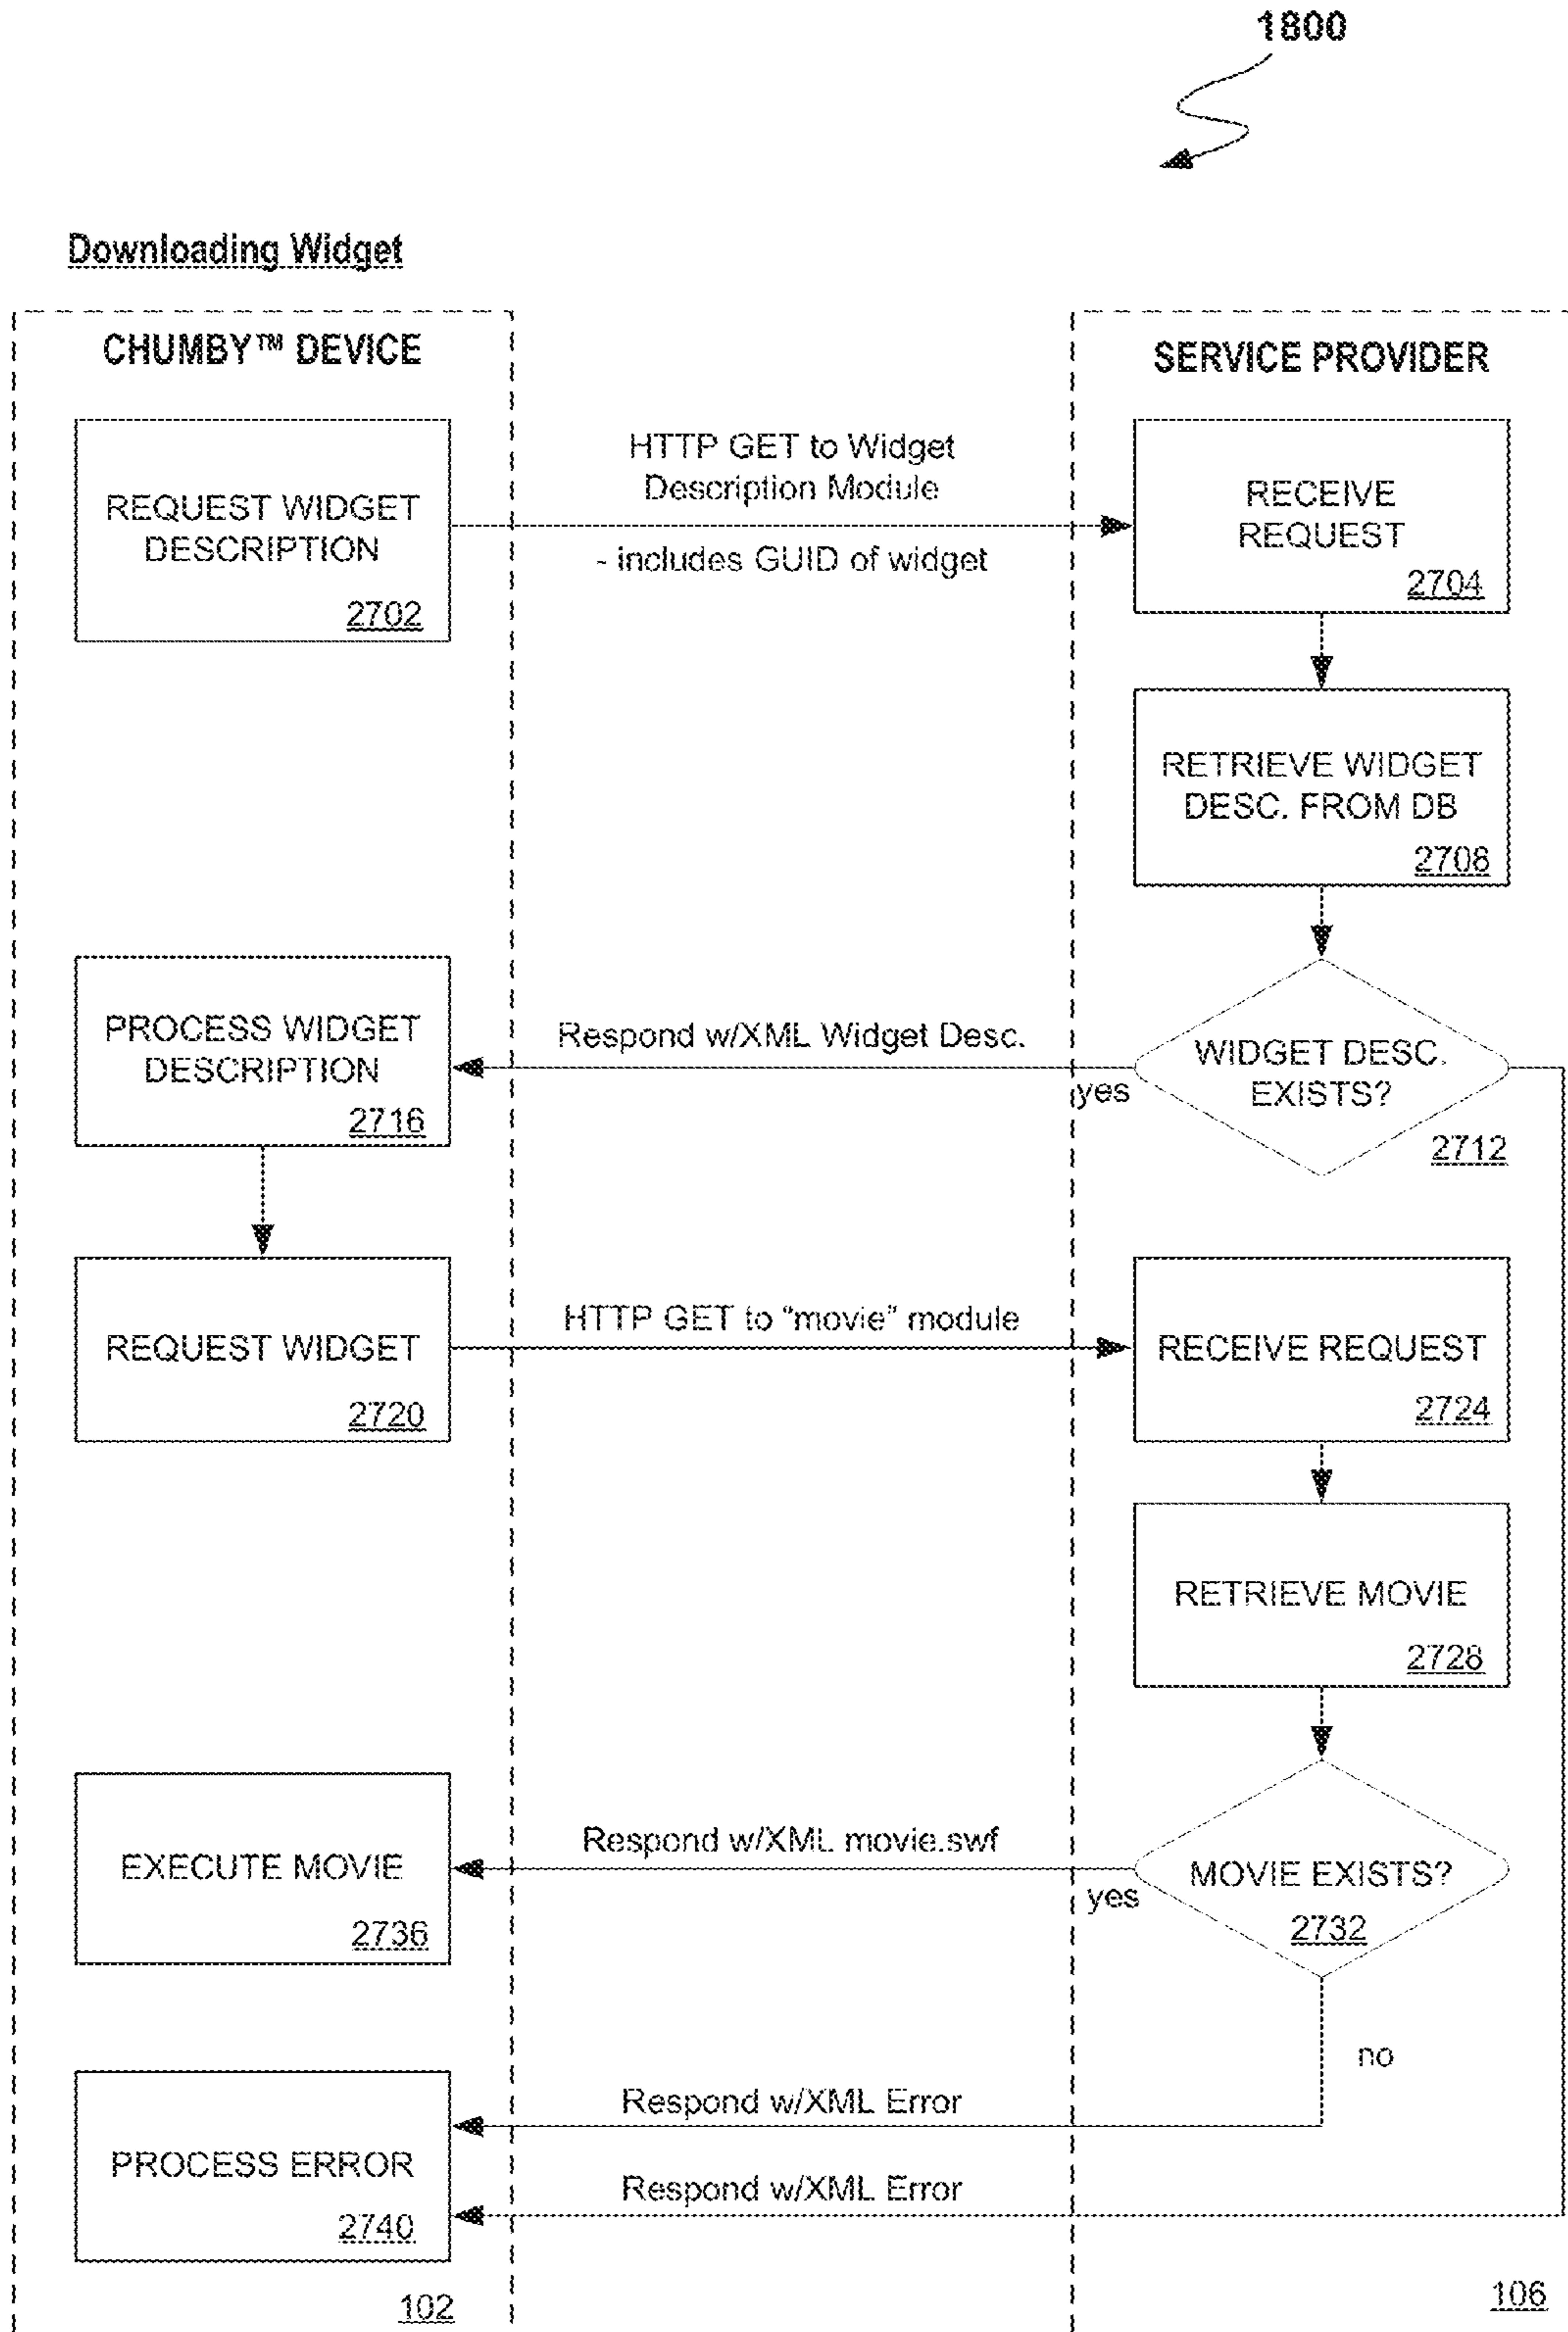 1800
Downloading Widget
CHUMBY™ DEVICE
SERVICE PROVIDER
REQUEST WIDGET
DESCRIPTION
2702
HTTP GET to Widget
Description Module
- includes GUID of widget
RECEIVE
REQUEST
2704
RETRIEVE WIDGET
DESC. FROM DB
2708
PROCESS WIDGET
DESCRIPTION
2716
Respond w/XML Widget Desc.
yes
WIDGET DESC.
EXISTS?
2712
REQUEST WIDGET
2720
HTTP GET to "movie" module
RECEIVE REQUEST
2724
RETRIEVE MOVIE
2728
EXECUTE MOVIE
2736
Respond w/XML movie.swf
yes
MOVIE EXISTS?
2732
no
Respond w/XML Error
PROCESS ERROR
2740
Respond w/XML Error
102
106